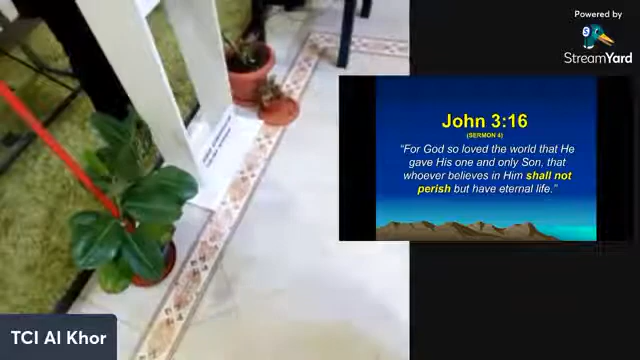 Powered by
StreamYard
John 3:16
(SERMON 4)
“For God so loved the world that He
gave His one and only Son, that
whoever believes in Him shall not
perish but have eternal life.”
TCI Al Khor